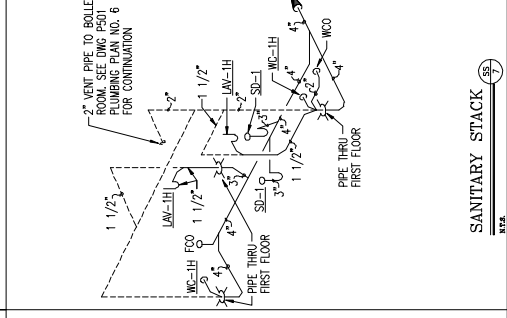 2" VENT PIPE TO BOLLE
ROOM. SEE DWG P501
PLUMBING PLAN NO. 6
FOR CONTINUATION
2"
1 1/2"
LAV-1H
SD-1
2"
WC-1H
4"
4"
2"
WCO
4"
3"
4"
1 1/2"
PIPE THRU
FIRST FLOOR
1 1/2"
LAV-1H
1 1/2"
3"
SD-1
3"
FCO
4"
WC-1H
4"
PIPE THRU
FIRST FLOOR
SANITARY STACK
SS
7
N.T.S.